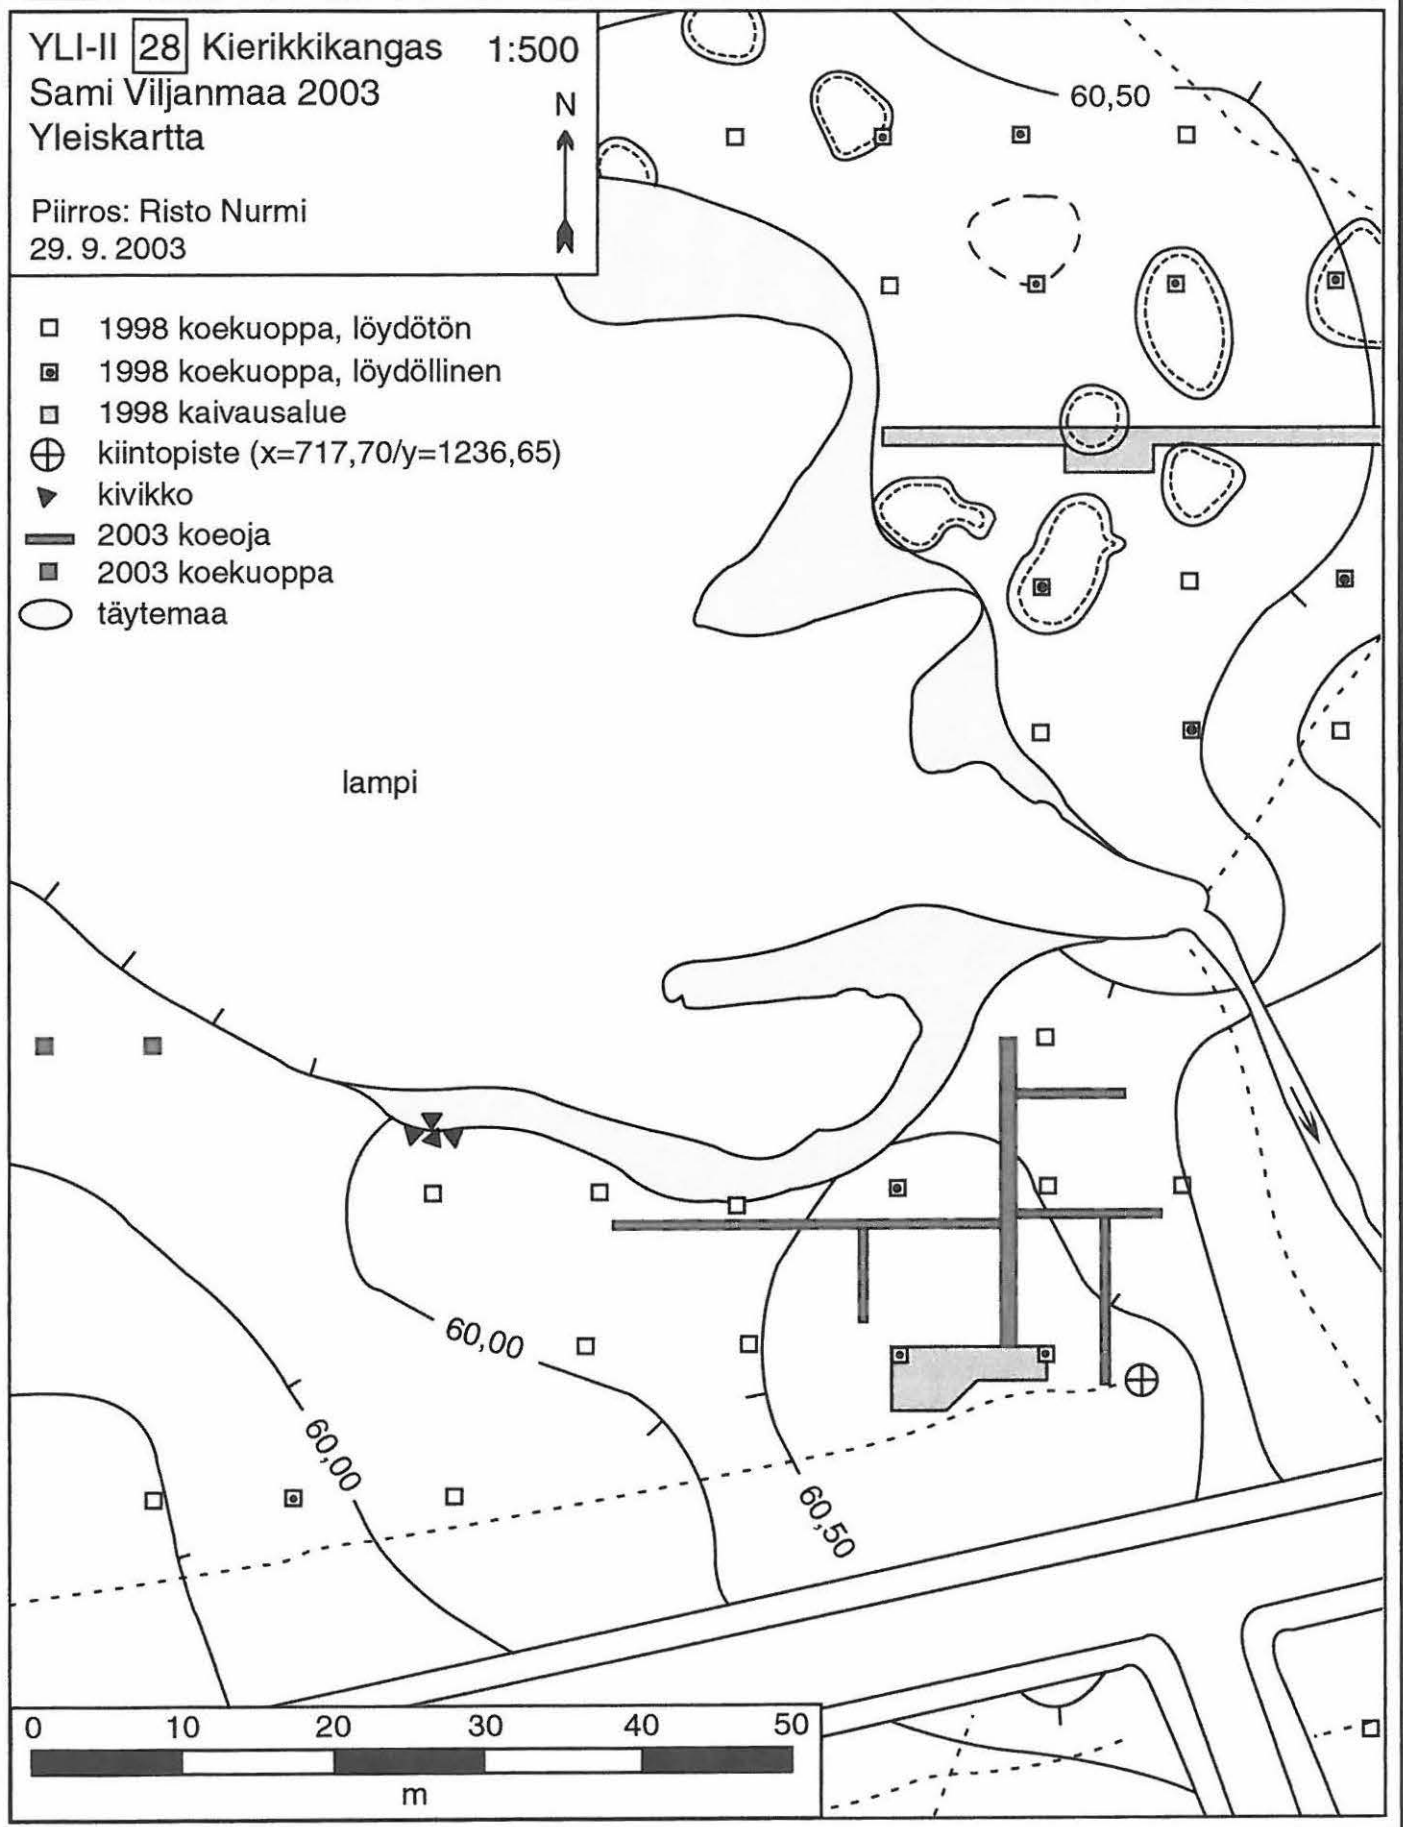 YLI-II 28 Kierikkikangas 1:500
Sami Viljanmaa 2003
Yleiskartta
N
Piirros: Risto Nurmi
29. 9. 2003
1998 koekuoppa, löydötön
1998 koekuoppa, löydöllinen
1998 kaivausalue
kiintopiste (x=717,70/y=1236,65)
kivikko
2003 koeoja
2003 koekuoppa
täytemaa
60,50
lampi
60,00
60,00
60,50
0 10 20 30 40 50
m